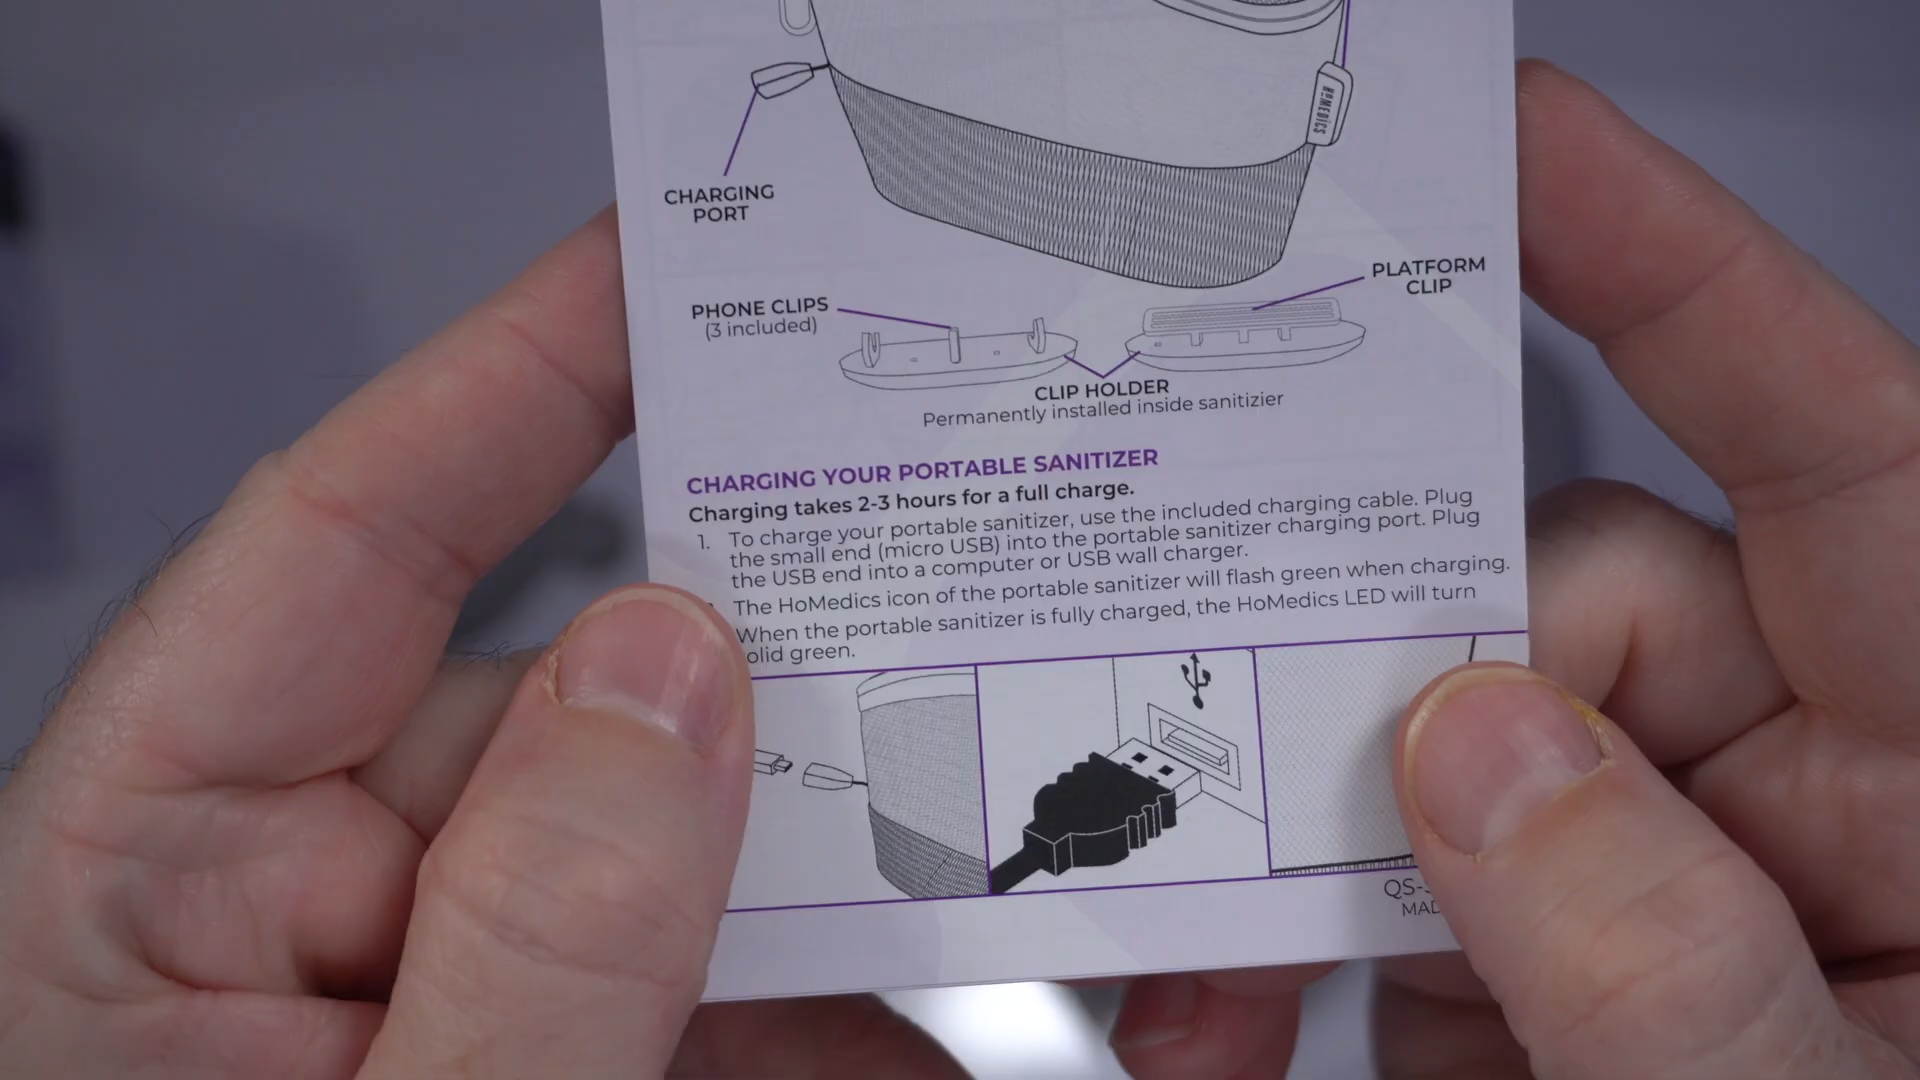 HOMEDICS
CHARGING
PORT
PLATFORM
CLIP
PHONE CLIPS
(3 included)
CLIP HOLDER
Permanently installed inside sanitizier
CHARGING YOUR PORTABLE SANITIZER
Charging takes 2-3 hours for a full charge.
1. To charge your portable sanitizer, use the included charging cable. Plug
the small end (micro USB) into the portable sanitizer charging port. Plug
the USB end into a computer or USB wall charger.
The HoMedics icon of the portable sanitizer will flash green when charging.
When the portable sanitizer is fully charged, the HoMedics LED will turn
olid green.
QS-
MAD